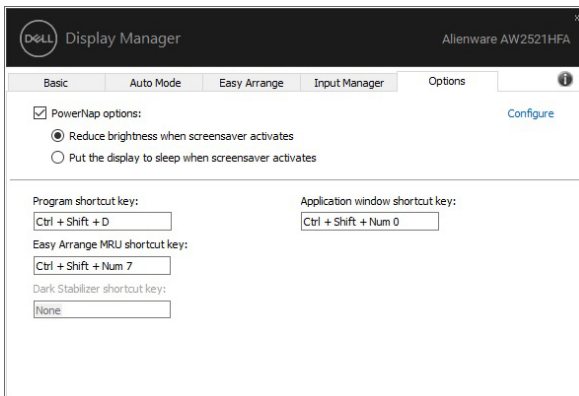 DELL Display Manager Alienware AW2521HFA
Basic Auto Mode Easy Arrange Input Manager Options
PowerNap options: Configure
Reduce brightness when screensaver activates
Put the display to sleep when screensaver activates
Program shortcut key: Application window shortcut key:
Ctrl + Shift + D Ctrl + Shift + Num 0
Easy Arrange MRU shortcut key:
Ctrl + Shift + Num 7
Dark Stabilizer shortcut key:
None